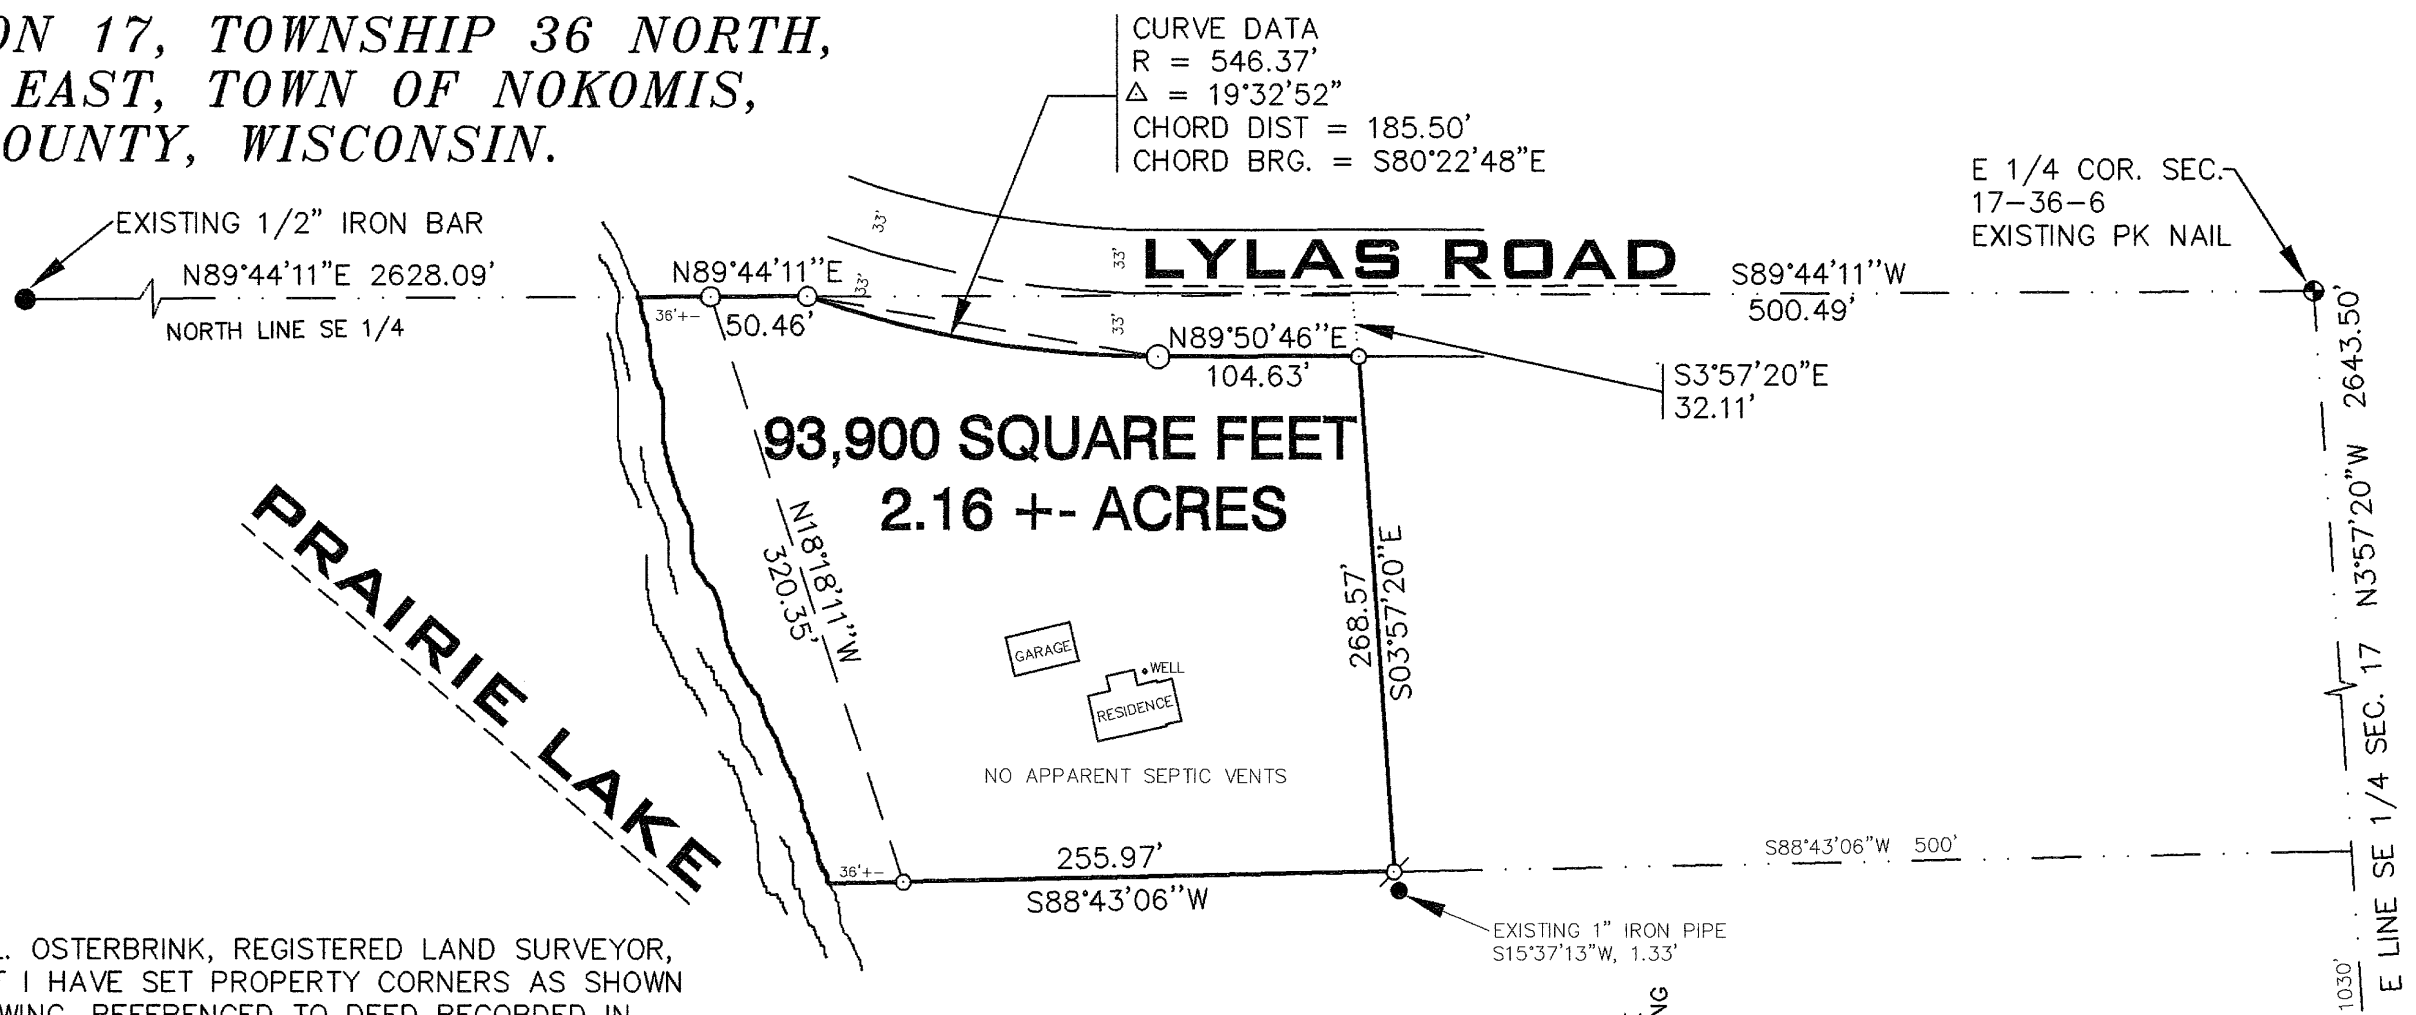 ON 17, TOWNSHIP 36 NORTH,
EAST, TOWN OF NOKOMIS,
OUNTY, WISCONSIN.
CURVE DATA
R = 546.37'
△ = 19°32'52"
CHORD DIST = 185.50'
CHORD BRG. = S80°22'48"E
E 1/4 COR. SEC.
17-36-6
EXISTING PK NAIL
EXISTING 1/2" IRON BAR
N89°44'11"E 2628.09'
NORTH LINE SE 1/4
N89°44'11"E
36'+-
50.46'
33'
33'
33'
33'
LYLAS ROAD
S89°44'11"W
500.49'
N89°50'46"E
104.63'
S3°57'20"E
32.11'
93,900 SQUARE FEET
2.16 +- ACRES
N18°18'11"W
320.35'
PRAIRIE LAKE
GARAGE
WELL
RESIDENCE
NO APPARENT SEPTIC VENTS
268.57'
S03°57'20"E
E LINE SE 1/4 SEC. 17 N3°57'20"W 2643.50'
36'+-
255.97'
S88°43'06"W
S88°43'06"W 500'
EXISTING 1" IRON PIPE
S15°37'13"W, 1.33'
1030'
L. OSTERBRINK, REGISTERED LAND SURVEYOR,
T I HAVE SET PROPERTY CORNERS AS SHOWN
WING, REFERENCED TO DEED RECORDED IN
NG